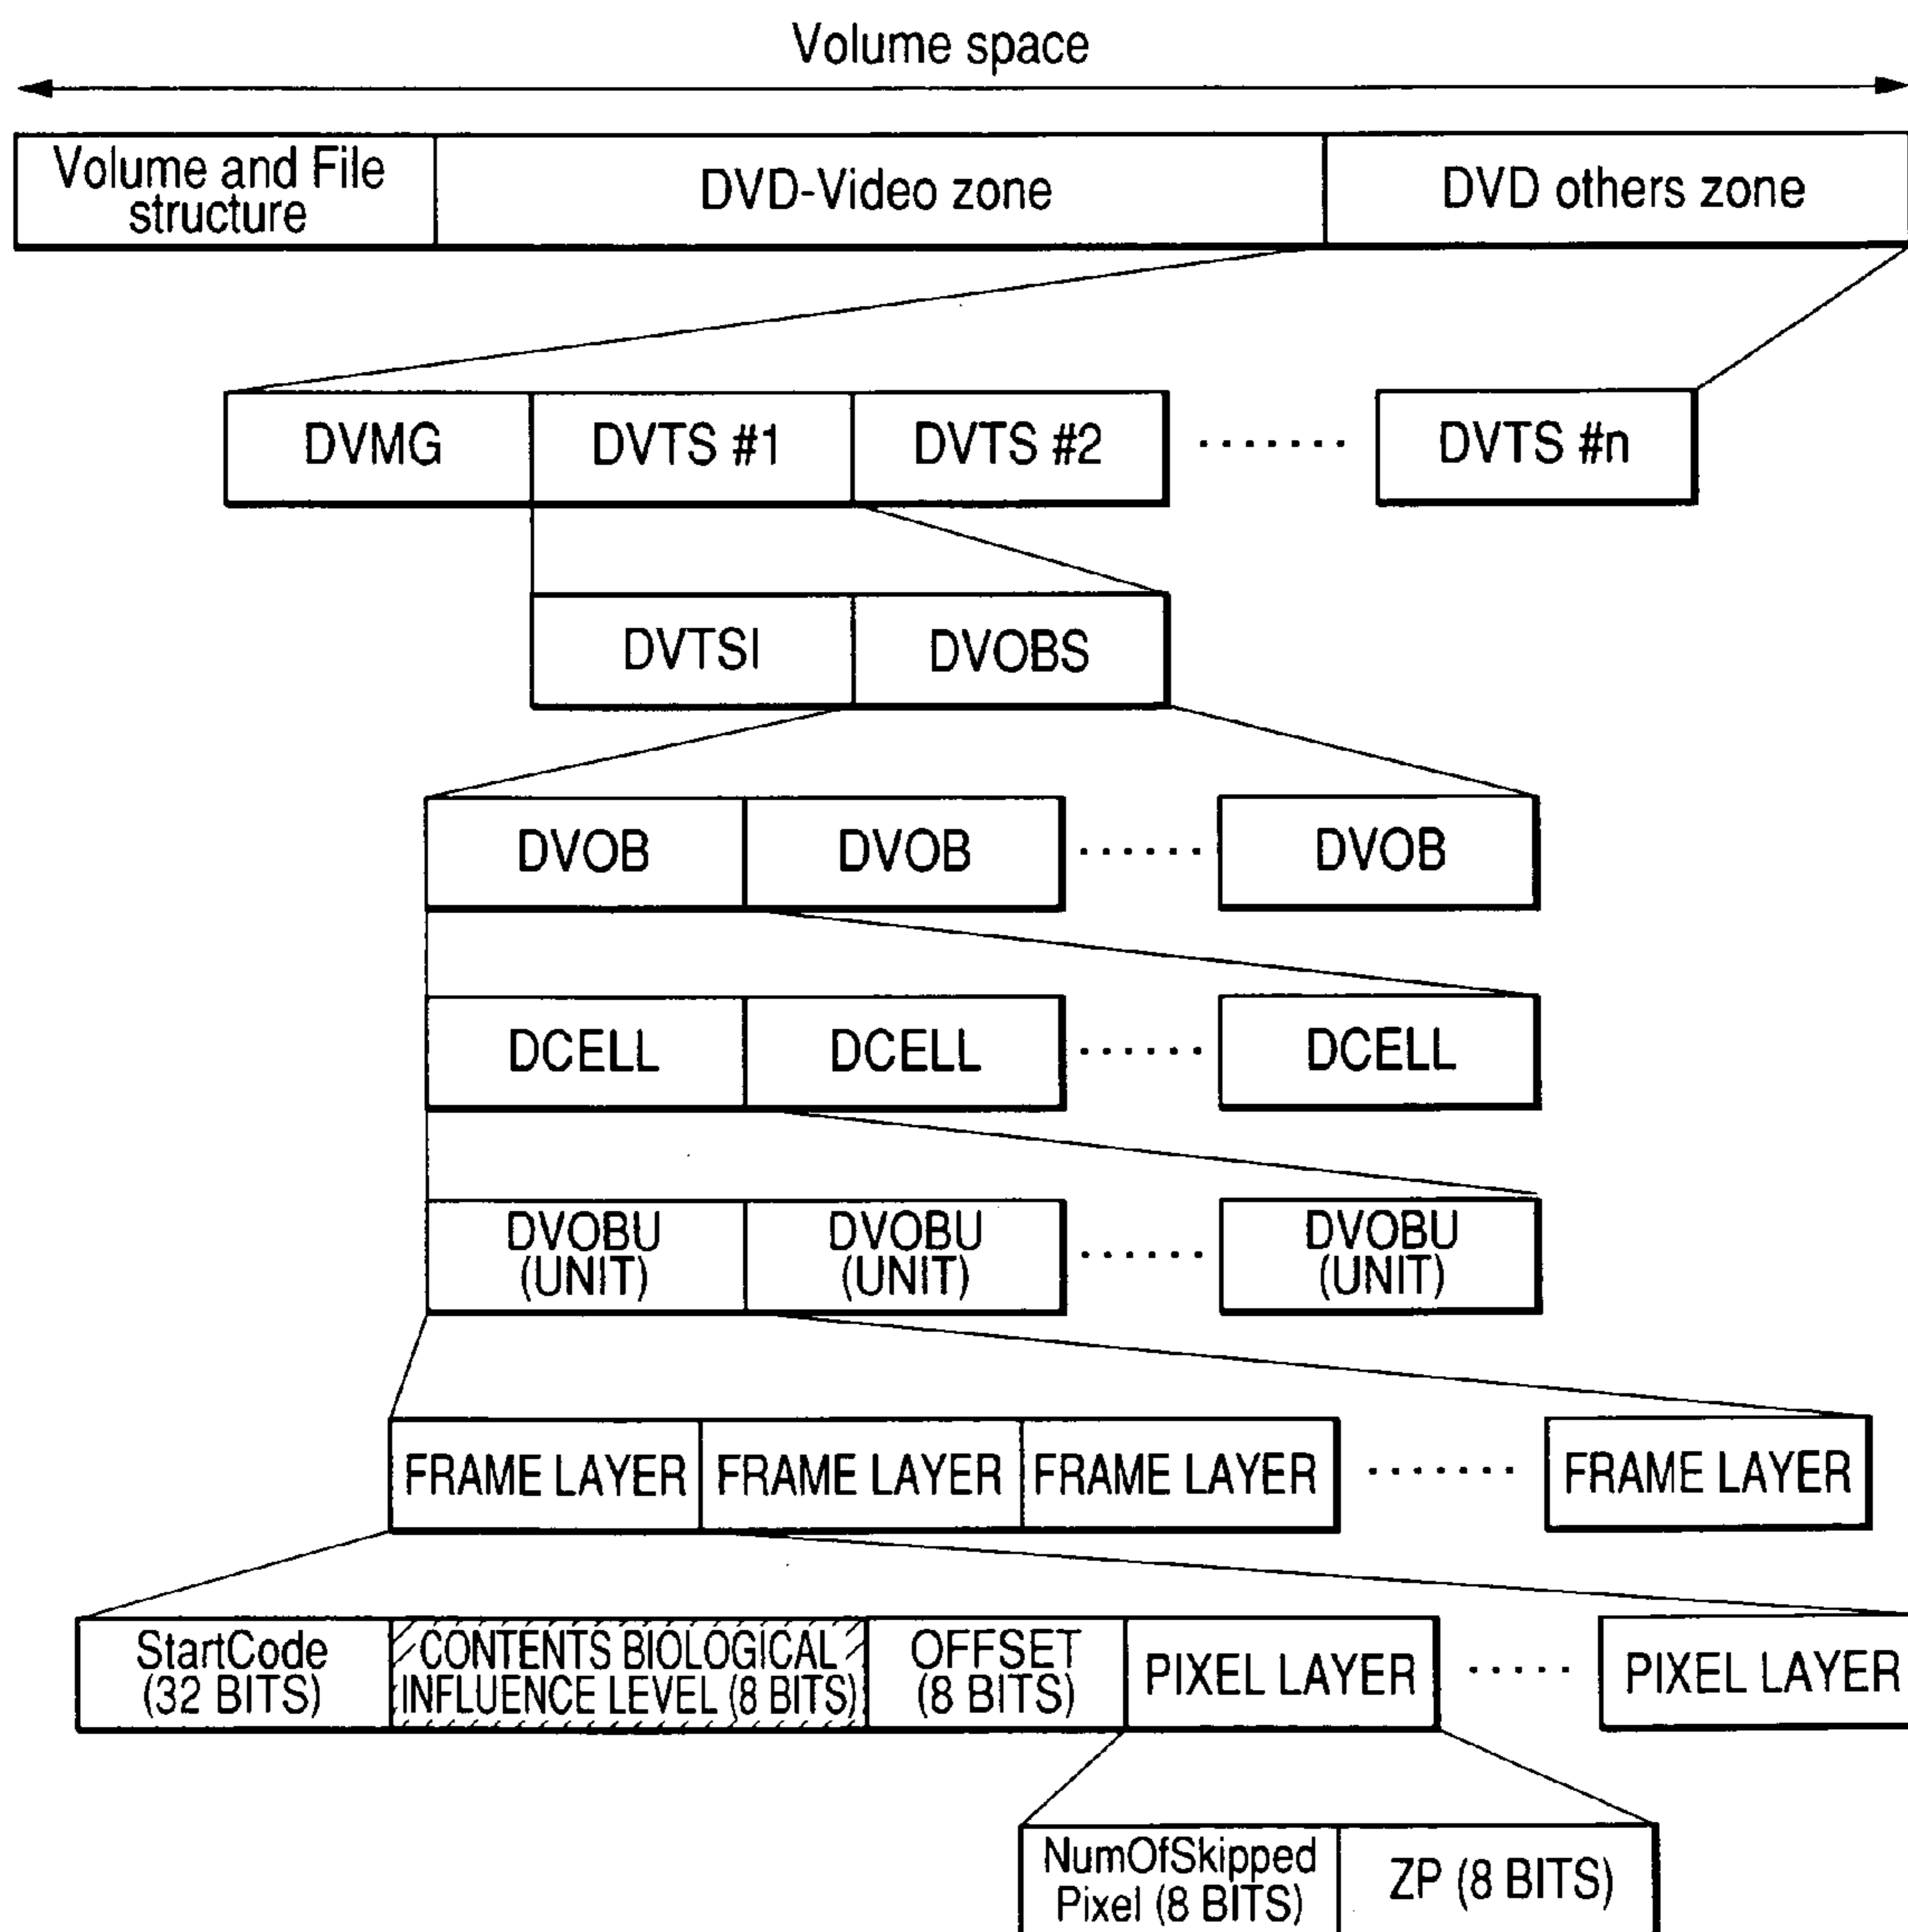 Volume space
Volume and File
structure
DVD-Video zone
DVD others zone
DVMG
DVTS #1
DVTS #2
.......
DVTS #n
DVTSI
DVOBS
DVOB
DVOB
......
DVOB
DCELL
DCELL
......
DCELL
DVOBU
(UNIT)
DVOBU
(UNIT)
......
DVOBU
(UNIT)
FRAME LAYER
FRAME LAYER
FRAME LAYER
.......
FRAME LAYER
StartCode
(32 BITS)
CONTENTS BIOLOGICAL
INFLUENCE LEVEL (8 BITS)
OFFSET
(8 BITS)
PIXEL LAYER
.....
PIXEL LAYER
NumOfSkipped
Pixel (8 BITS)
ZP (8 BITS)